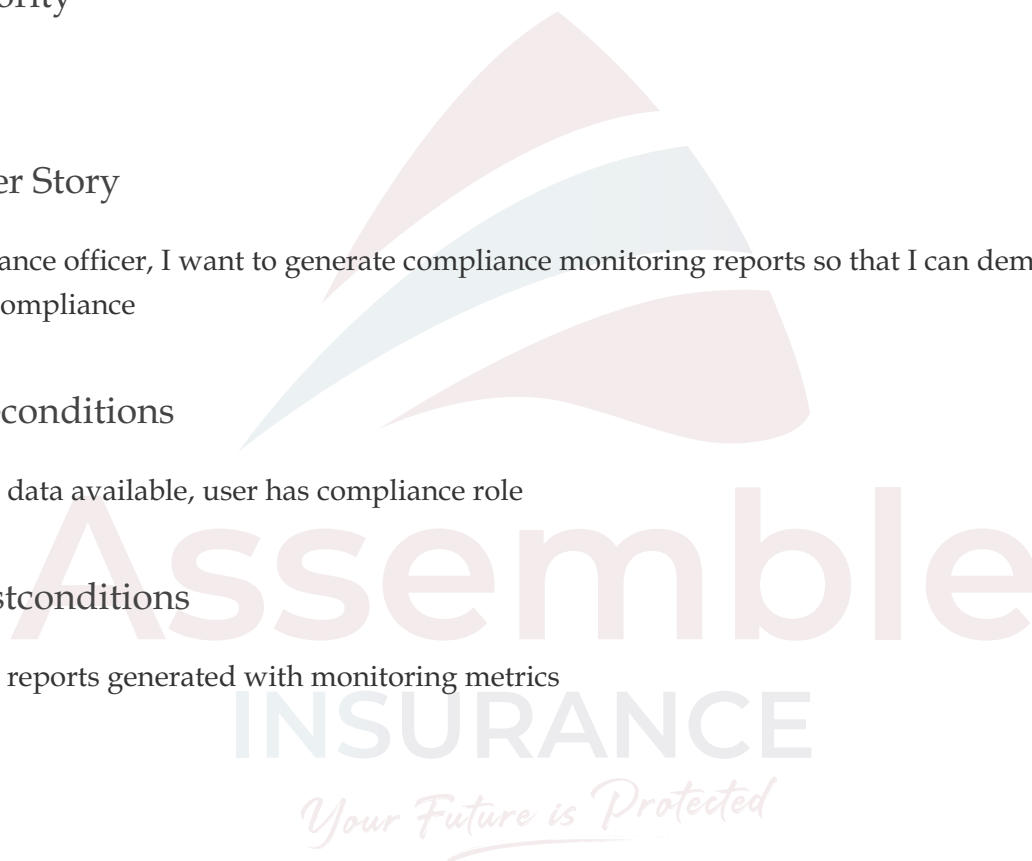 ority
er Story
ance officer, I want to generate compliance monitoring reports so that I can dem
ompliance
conditions
data available, user has compliance role
stconditions
reports generated with monitoring metrics
Assemble
INSURANCE
Your Future is Protected